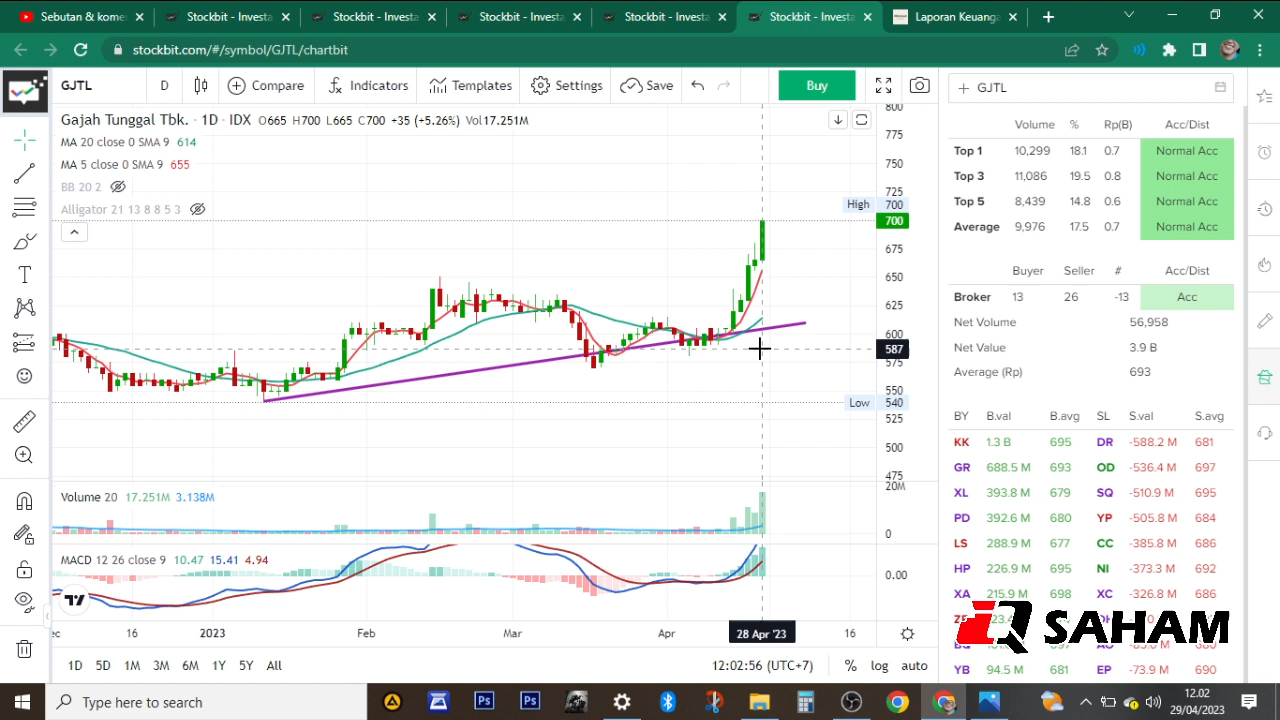 Sebutan & kome
Stockbit - Investa
Stockbit - Investa
Stockbit - Investa
Stockbit - Investa
Stockbit - Investa
Laporan Keuanga
stockbit.com/#/symbol/GJTL/chartbit
GJTL
D
Compare
Indicators
Templates
Settings
Save
Buy
GJTL
Gajah Tunggal Tbk. · 1D · IDX O665 H700 L665 C700 +35 (+5.26%) Vol17.251M
MA 20 close 0 SMA 9 614
MA 5 close 0 SMA 9 655
BB 20 2
Alligator 21 13 8 8 5 3
800
775
750
725
High 700
700
675
650
625
600
587
575
550
Low 540
525
500
475
20M
0
0.00
Volume 20 17.251M 3.138M
MACD 12 26 close 9 10.47 15.41 4.94
ec 16 2023 Feb Mar Apr 28 Apr '23 16
1D 5D 1M 3M 6M 1Y 5Y All
12:02:56 (UTC+7) % log auto
Volume % Rp(B) Acc/Dist
Top 1 10,299 18.1 0.7 Normal Acc
Top 3 11,086 19.5 0.8 Normal Acc
Top 5 8,439 14.8 0.6 Normal Acc
Average 9,976 17.5 0.7 Normal Acc
Buyer Seller # Acc/Dist
Broker 13 26 -13 Acc
Net Volume 56,958
Net Value 3.9 B
Average (Rp) 693
BY B.val B.avg SL S.val S.avg
KK 1.3 B 695 DR -588.2 M 681
GR 688.5 M 693 OD -536.4 M 697
XL 393.8 M 679 SQ -510.9 M 695
PD 392.6 M 680 YP -505.8 M 684
LS 288.9 M 677 CC -385.8 M 686
HP 226.9 M 695 NI -373.3 M 692
XA 215.9 M 698 XC -326.8 M 686
YB 94.5 M 681 EP -73.9 M 690
iQ SAHAM
Type here to search
12.02
29/04/2023